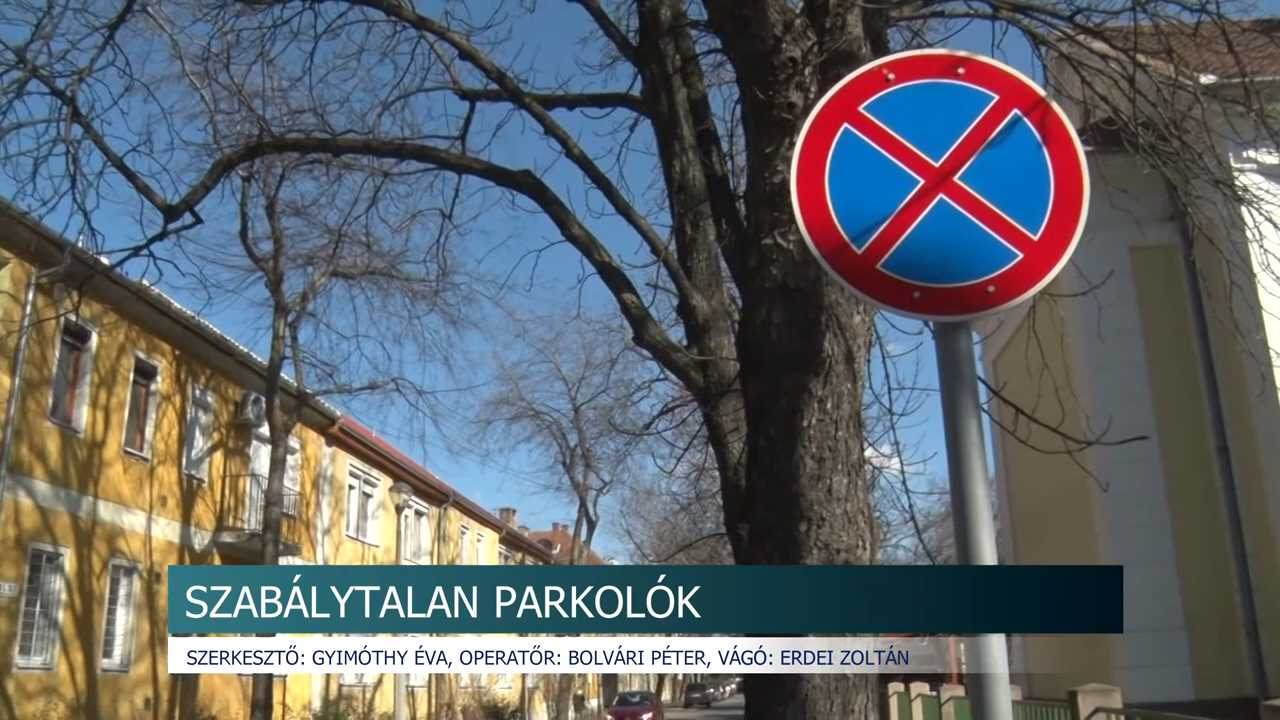 SZABÁLYTALAN PARKOLÓK
SZERKESZTŐ: GYIMÓTHY ÉVA, OPERATŐR: BOLVÁRI PÉTER, VÁGÓ: ERDEI ZOLTÁN